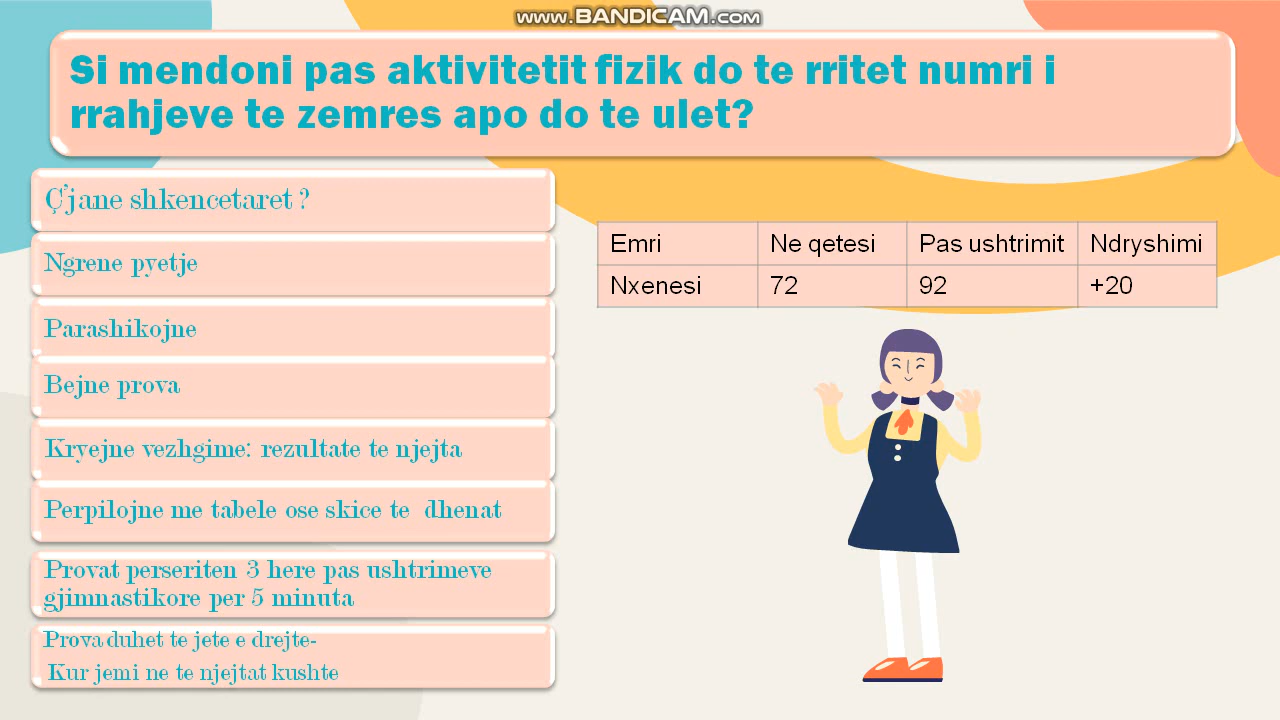 www.BANDICAM.com
Si mendoni pas aktivitetit fizik do te rritet numri i
rrahjeve te zemres apo do te ulet?
Ç'jane shkencetaret ?
Ngrene pyetje
Parashikojne
Bejne prova
Kryejne vezhgime: rezultate te njejta
Perpilojne me tabele ose skice te dhenat
Provat perseriten 3 here pas ushtrimeve
gjimnastikore per 5 minuta
Prova duhet te jete e drejte-
Kur jemi ne te njejtat kushte
Emri Ne qetesi Pas ushtrimit Ndryshimi
Nxenesi 72 92 +20